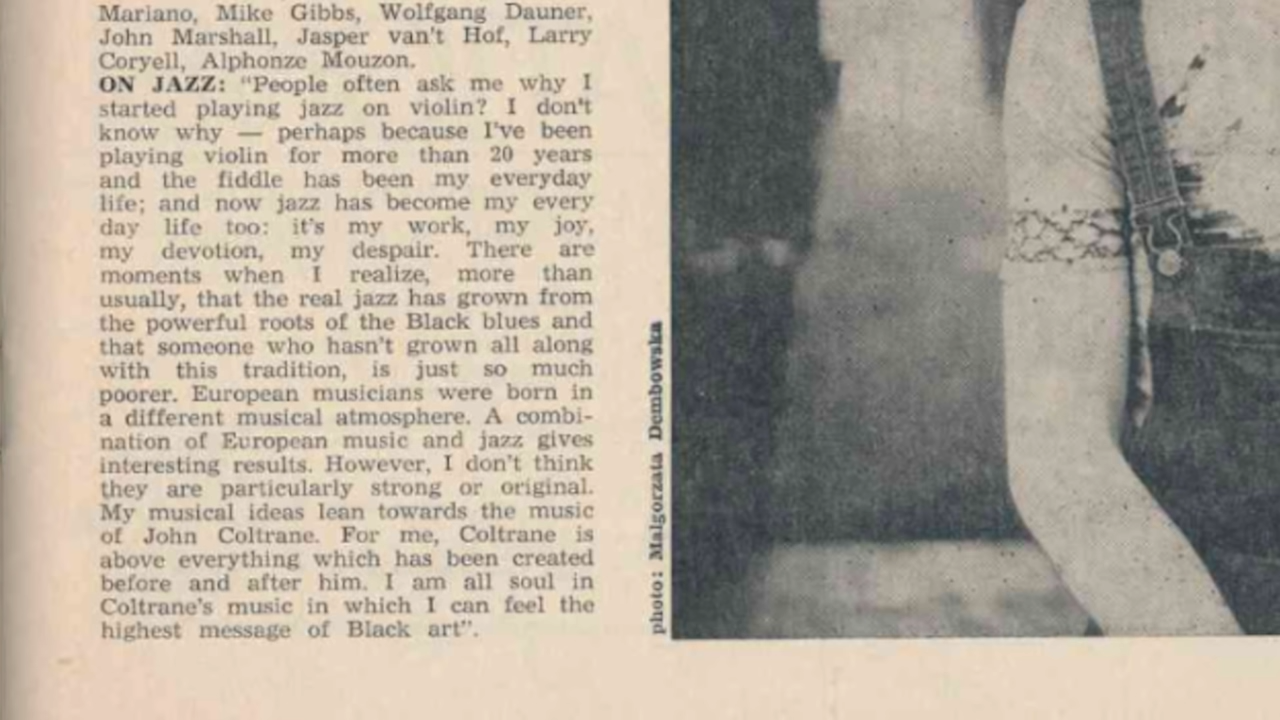 Mariano, Mike Gibbs, Wolfgang Dauner,
John Marshall, Jasper van't Hof, Larry
Coryell, Alphonze Mouzon.
ON JAZZ: "People often ask me why I
started playing jazz on violin? I don't
know why — perhaps because I've been
playing violin for more than 20 years
and the fiddle has been my everyday
life; and now jazz has become my every
day life too: it's my work, my joy,
my devotion, my despair. There are
moments when I realize, more than
usually, that the real jazz has grown from
the powerful roots of the Black blues and
that someone who hasn't grown all along
with this tradition, is just so much
poorer. European musicians were born in
a different musical atmosphere. A combi-
nation of European music and jazz gives
interesting results. However, I don't think
they are particularly strong or original.
My musical ideas lean towards the music
of John Coltrane. For me, Coltrane is
above everything which has been created
before and after him. I am all soul in
Coltrane's music in which I can feel the
highest message of Black art".
photo: Malgorzata Dembowska